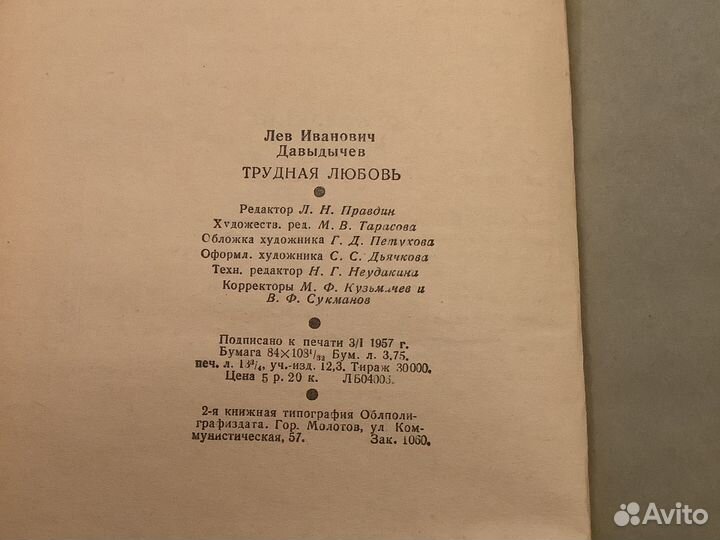 Лев Иванович
Давыдычев
ТРУДНАЯ ЛЮБОВЬ
Редактор Л. Н. Правдин
Художеств. ред. М. В. Тарасова
Обложка художника Г. Д. Петухова
Оформл. художника С. С. Дьячкова
Техн. редактор Н. Г. Неудакина
Корректоры М. Ф. Кузьмичев и
В. Ф. Сукманов
Подписано к печати 3/I 1957 г.
Бумага 84×108¹/₃₂ Бум. л. 3,75.
печ. л. 13³/₄, уч.-изд. 12,3. Тираж 30000.
Цена 5 р. 20 к. ЛБ04006.
2-я книжная типография Облполи-
графиздата. Гор. Молотов, ул Ком-
мунистическая, 57. Зак. 1060.
Avito